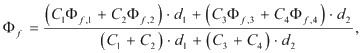 Φ_f = ((C_1Φ_{f,1} + C_2Φ_{f,2}) · d_1 + (C_3Φ_{f,3} + C_4Φ_{f,4}) · d_2) / ((C_1 + C_2) · d_1 + (C_3 + C_4) · d_2),